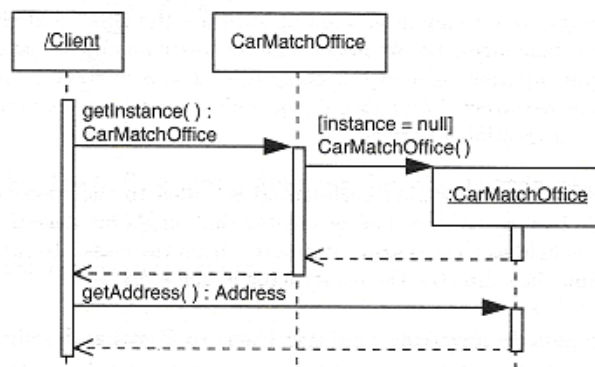 /Client
CarMatchOffice
getInstance( ) :
CarMatchOffice
[instance = null]
CarMatchOffice( )
:CarMatchOffice
getAddress( ) : Address